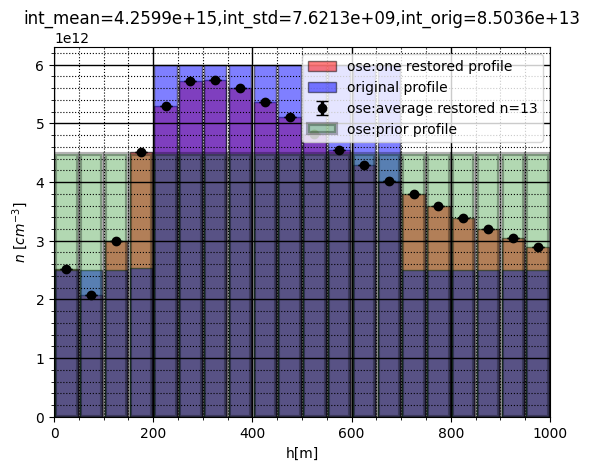 int_mean=4.2599e+15,int_std=7.6213e+09,int_orig=8.5036e+13
1e12
ose:one restored profile
original profile
ose:average restored n=13
ose:prior profile
6
5
4
3
2
1
0
n [cm⁻³]
0 200 400 600 800 1000
h[m]